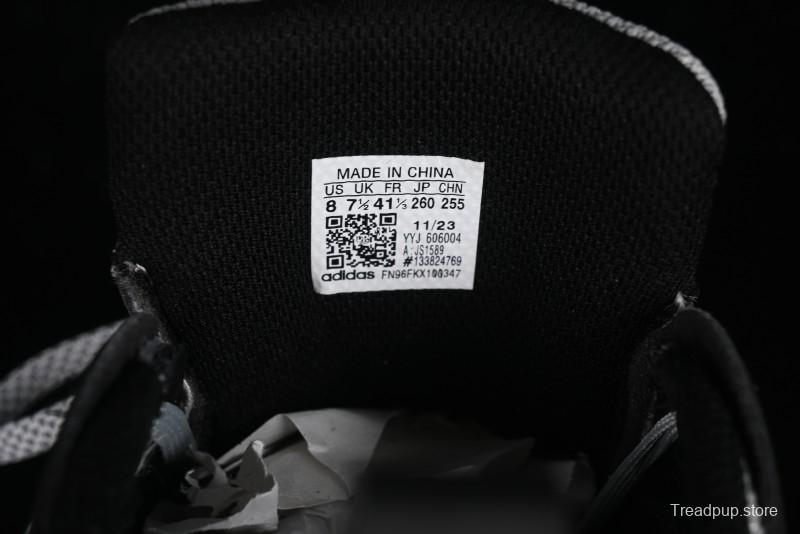 MADE IN CHINA
US UK FR JP CHN
8 7½ 41⅓ 260 255
11/23
YYJ 606004
A:JS1589
#133824769
adidas FN96FKX100347
Treadpup.store